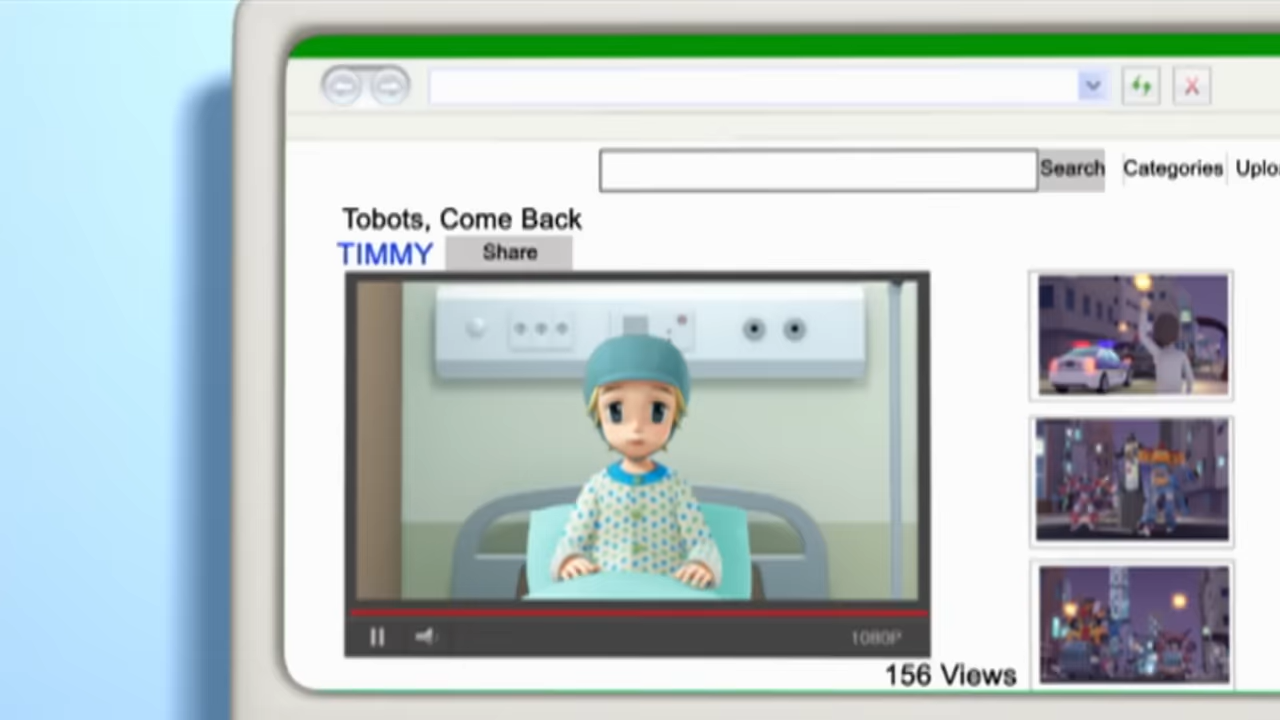 Search Categories Uplo
Tobots, Come Back
TIMMY Share
1080P
156 Views